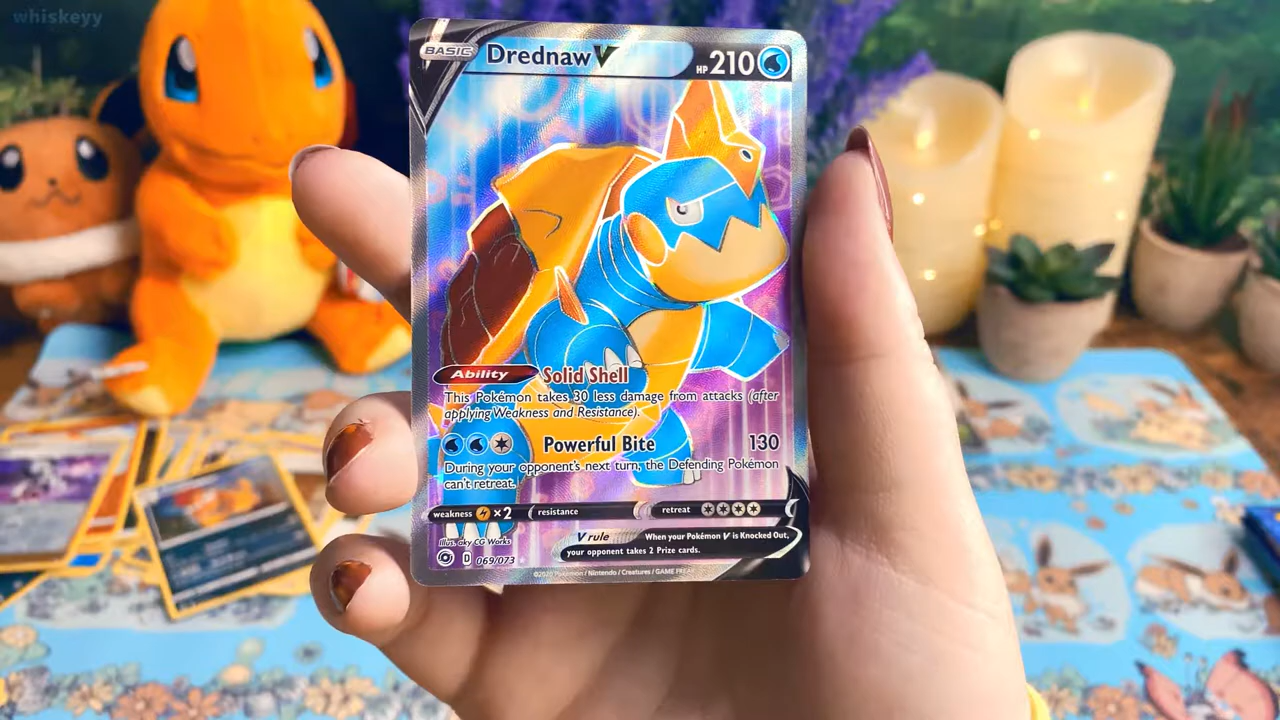 whiskeyy
BASIC Drednaw V HP 210
Ability Solid Shell
This Pokémon takes 30 less damage from attacks (after
applying Weakness and Resistance).
Powerful Bite 130
During your opponent's next turn, the Defending Pokémon
can't retreat.
weakness ×2 resistance retreat
Illus. aky CG Works
V rule When your Pokémon V is Knocked Out,
your opponent takes 2 Prize cards.
D 069/073
©2020 Pokémon / Nintendo / Creatures / GAME FREAK